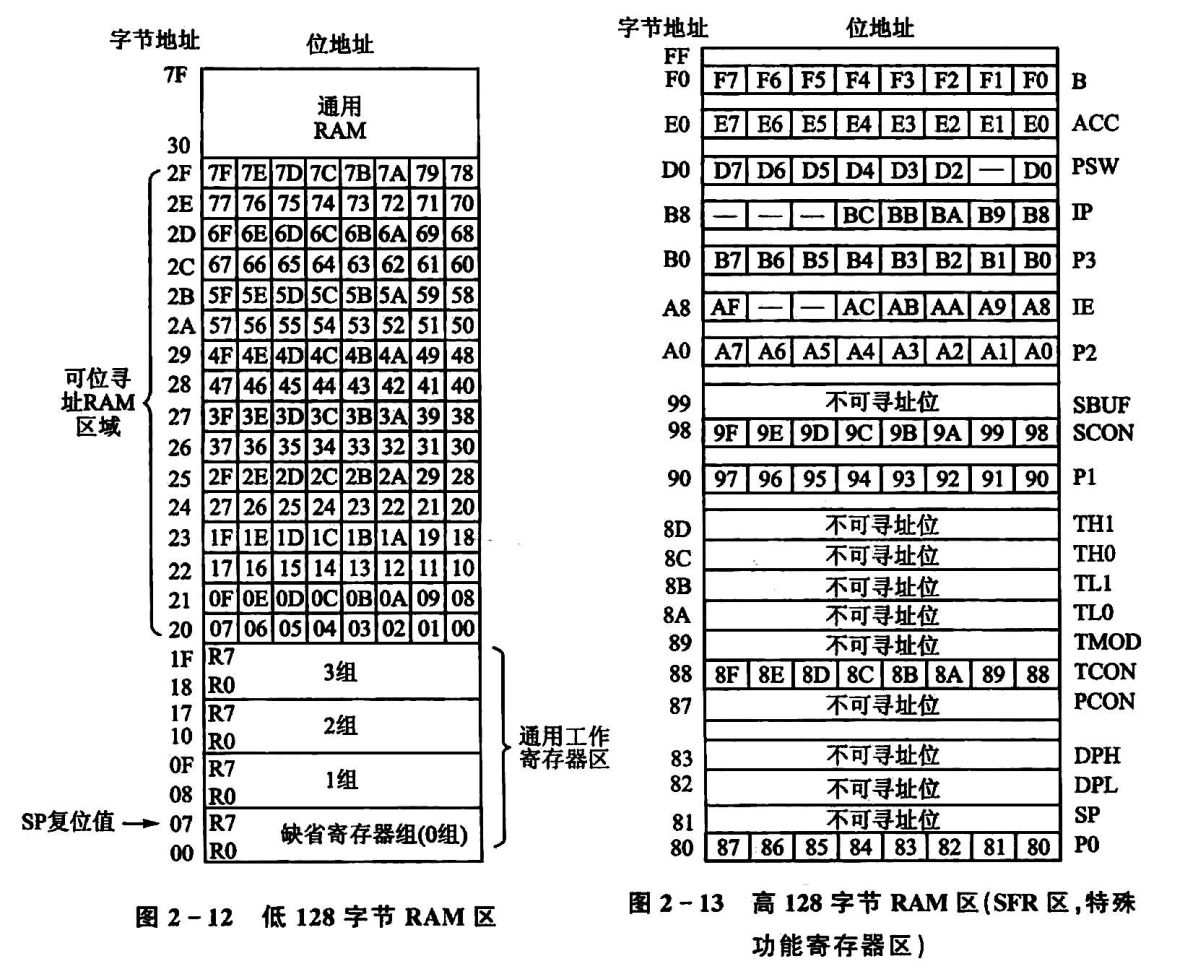 字节地址 位地址
7F
通用
RAM
30
2F 7F 7E 7D 7C 7B 7A 79 78
2E 77 76 75 74 73 72 71 70
2D 6F 6E 6D 6C 6B 6A 69 68
2C 67 66 65 64 63 62 61 60
2B 5F 5E 5D 5C 5B 5A 59 58
2A 57 56 55 54 53 52 51 50
29 4F 4E 4D 4C 4B 4A 49 48
28 47 46 45 44 43 42 41 40
27 3F 3E 3D 3C 3B 3A 39 38
26 37 36 35 34 33 32 31 30
25 2F 2E 2D 2C 2B 2A 29 28
24 27 26 25 24 23 22 21 20
23 1F 1E 1D 1C 1B 1A 19 18
22 17 16 15 14 13 12 11 10
21 0F 0E 0D 0C 0B 0A 09 08
20 07 06 05 04 03 02 01 00
可位寻
址RAM
区域
1F R7
3组
18 R0
17 R7
2组
10 R0
0F R7
1组
08 R0
SP复位值 07 R7
缺省寄存器组(0组)
00 R0
通用工作
寄存器区
图 2-12 低 128 字节 RAM 区
字节地址 位地址
FF
F0 F7 F6 F5 F4 F3 F2 F1 F0 B
E0 E7 E6 E5 E4 E3 E2 E1 E0 ACC
D0 D7 D6 D5 D4 D3 D2 — D0 PSW
B8 — — — BC BB BA B9 B8 IP
B0 B7 B6 B5 B4 B3 B2 B1 B0 P3
A8 AF — — AC AB AA A9 A8 IE
A0 A7 A6 A5 A4 A3 A2 A1 A0 P2
99 不可寻址位 SBUF
98 9F 9E 9D 9C 9B 9A 99 98 SCON
90 97 96 95 94 93 92 91 90 P1
8D 不可寻址位 TH1
8C 不可寻址位 TH0
8B 不可寻址位 TL1
8A 不可寻址位 TL0
89 不可寻址位 TMOD
88 8F 8E 8D 8C 8B 8A 89 88 TCON
87 不可寻址位 PCON
83 不可寻址位 DPH
82 不可寻址位 DPL
81 不可寻址位 SP
80 87 86 85 84 83 82 81 80 P0
图 2-13 高 128 字节 RAM 区(SFR 区,特殊
功能寄存器区)